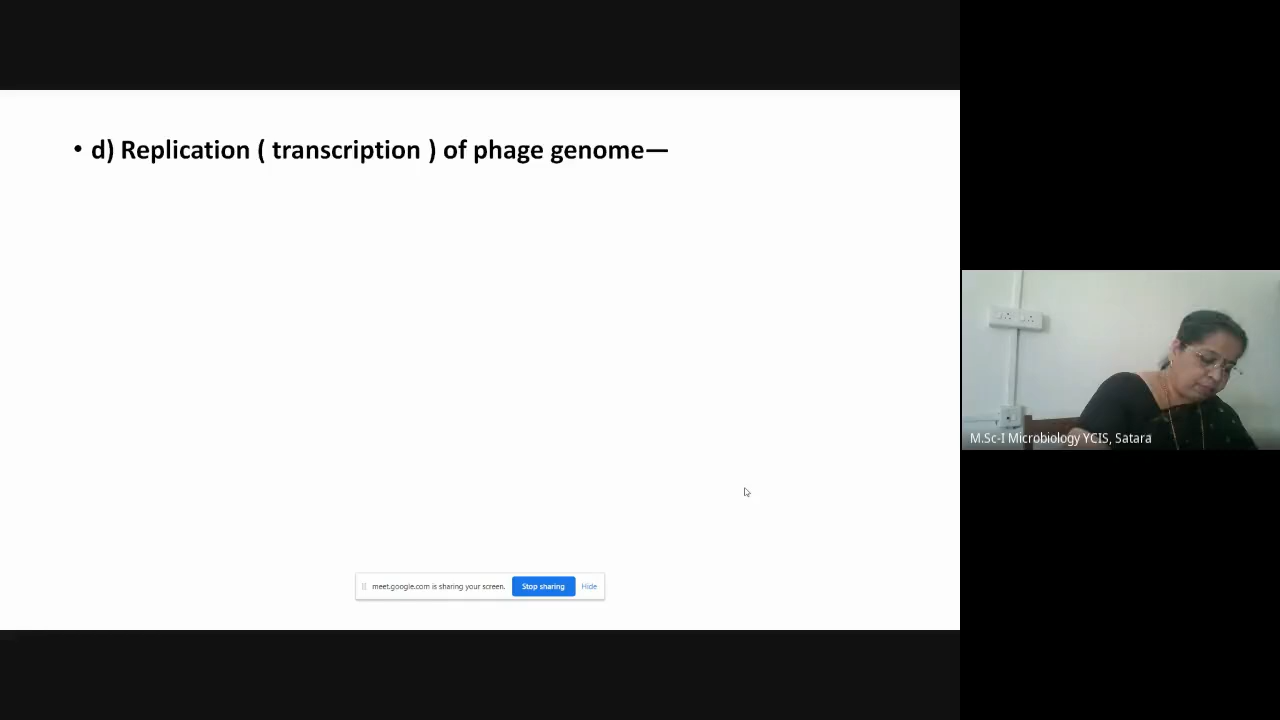 • d) Replication ( transcription ) of phage genome—
M.Sc-I Microbiology YCIS, Satara
meet.google.com is sharing your screen. Stop sharing Hide